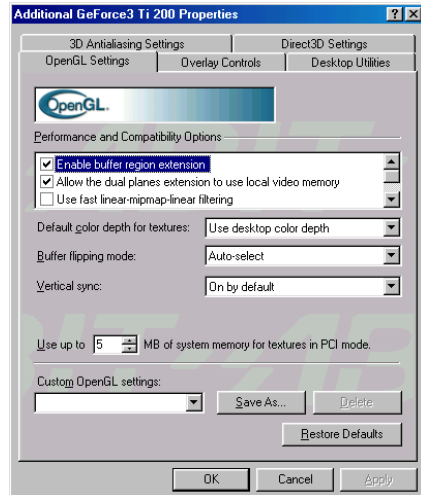 Additional GeForce3 Ti 200 Properties
3D Antialiasing Settings Direct3D Settings
OpenGL Settings Overlay Controls Desktop Utilities
OpenGL.
Performance and Compatibility Options
Enable buffer region extension
Allow the dual planes extension to use local video memory
Use fast linear-mipmap-linear filtering
Default color depth for textures: Use desktop color depth
Buffer flipping mode: Auto-select
Vertical sync: On by default
Use up to 5 MB of system memory for textures in PCI mode.
Custom OpenGL settings:
Save As... Delete
Restore Defaults
OK Cancel Apply